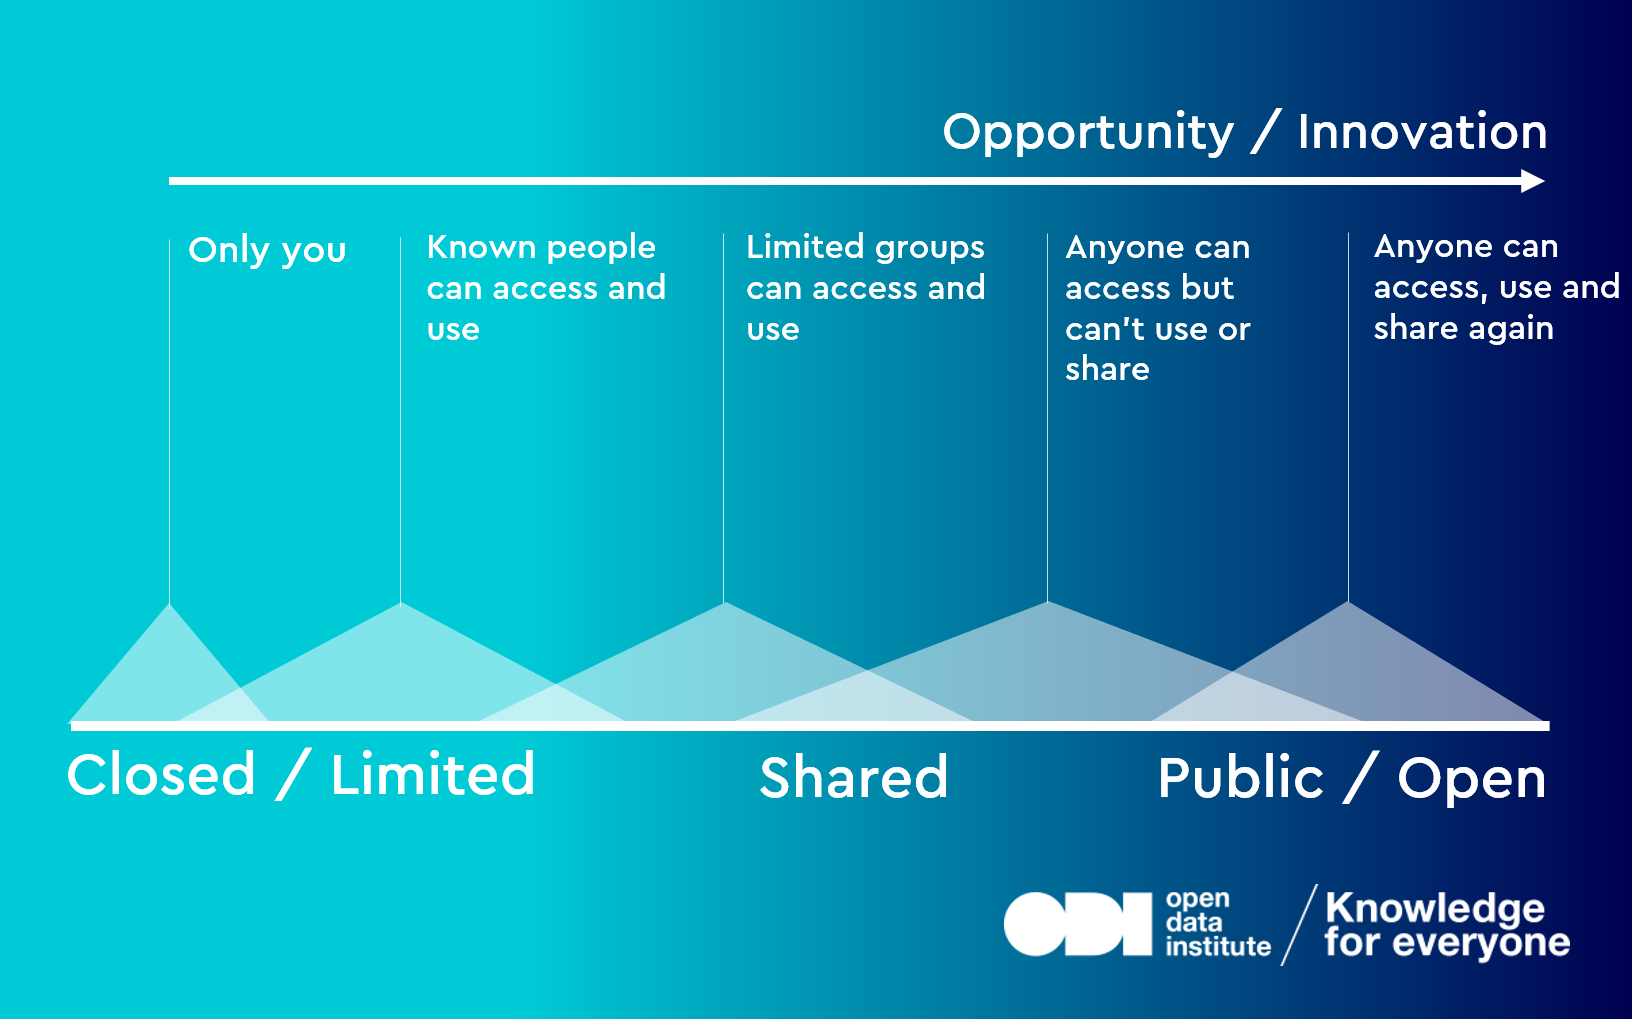 Opportunity / Innovation
Only you
Known people
can access and
use
Limited groups
can access and
use
Anyone can
access but
can't use or
share
Anyone can
access, use and
share again
Closed / Limited
Shared
Public / Open
ODI
open
data
institute
Knowledge
for everyone